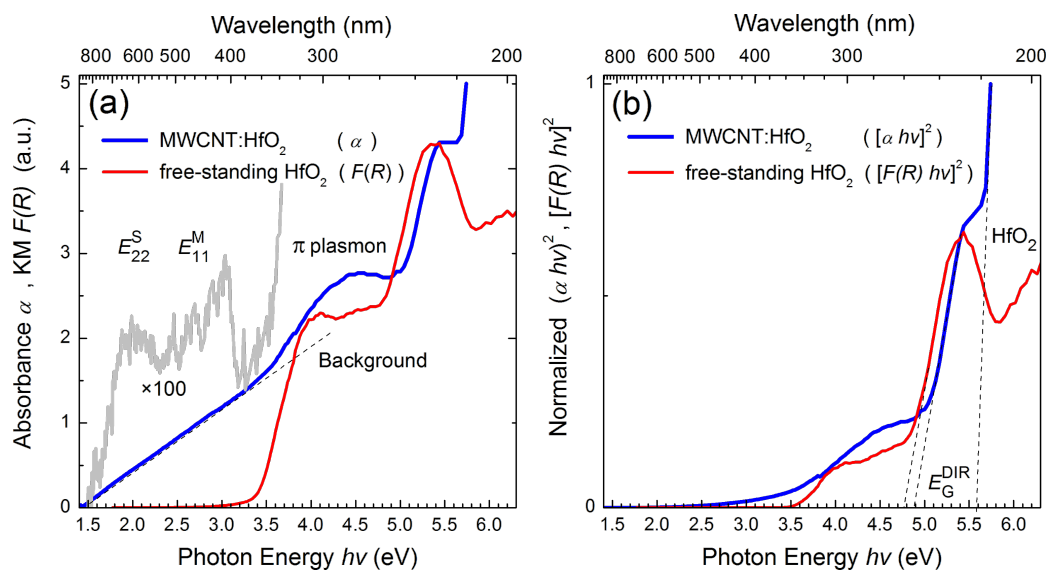 Wavelength (nm)
800 700 600 500 400 300 200
(a)
MWCNT:HfO2 ( α )
free-standing HfO2 ( F(R) )
E22S
E11M
π plasmon
×100
Background
Absorbance α , KM F(R) (a.u.)
5
4
3
2
1
0
1.5 2.0 2.5 3.0 3.5 4.0 4.5 5.0 5.5 6.0
Photon Energy hν (eV)
Wavelength (nm)
800 700 600 500 400 300 200
(b)
MWCNT:HfO2 ( [α hν]2 )
free-standing HfO2 ( [F(R) hν]2 )
HfO2
EGDIR
Normalized (α hν)2 , [F(R) hν]2
1
0
1.5 2.0 2.5 3.0 3.5 4.0 4.5 5.0 5.5 6.0
Photon Energy hν (eV)